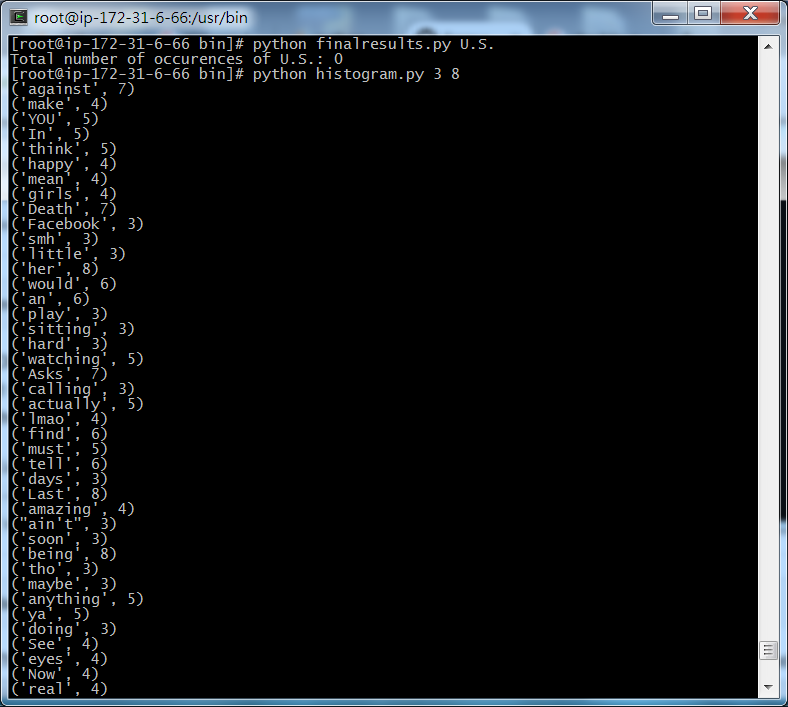 root@ip-172-31-6-66:/usr/bin
[root@ip-172-31-6-66 bin]# python finalresults.py U.S.
Total number of occurences of U.S.: 0
[root@ip-172-31-6-66 bin]# python histogram.py 3 8
('against', 7)
('make', 4)
('YOU', 5)
('In', 5)
('think', 5)
('happy', 4)
('mean', 4)
('girls', 4)
('Death', 7)
('Facebook', 3)
('smh', 3)
('little', 3)
('her', 8)
('would', 6)
('an', 6)
('play', 3)
('sitting', 3)
('hard', 3)
('watching', 5)
('Asks', 7)
('calling', 3)
('actually', 5)
('lmao', 4)
('find', 6)
('must', 5)
('tell', 6)
('days', 3)
('Last', 8)
('amazing', 4)
("ain't", 3)
('soon', 3)
('being', 8)
('tho', 3)
('maybe', 3)
('anything', 5)
('ya', 5)
('doing', 3)
('See', 4)
('eyes', 4)
('Now', 4)
('real', 4)